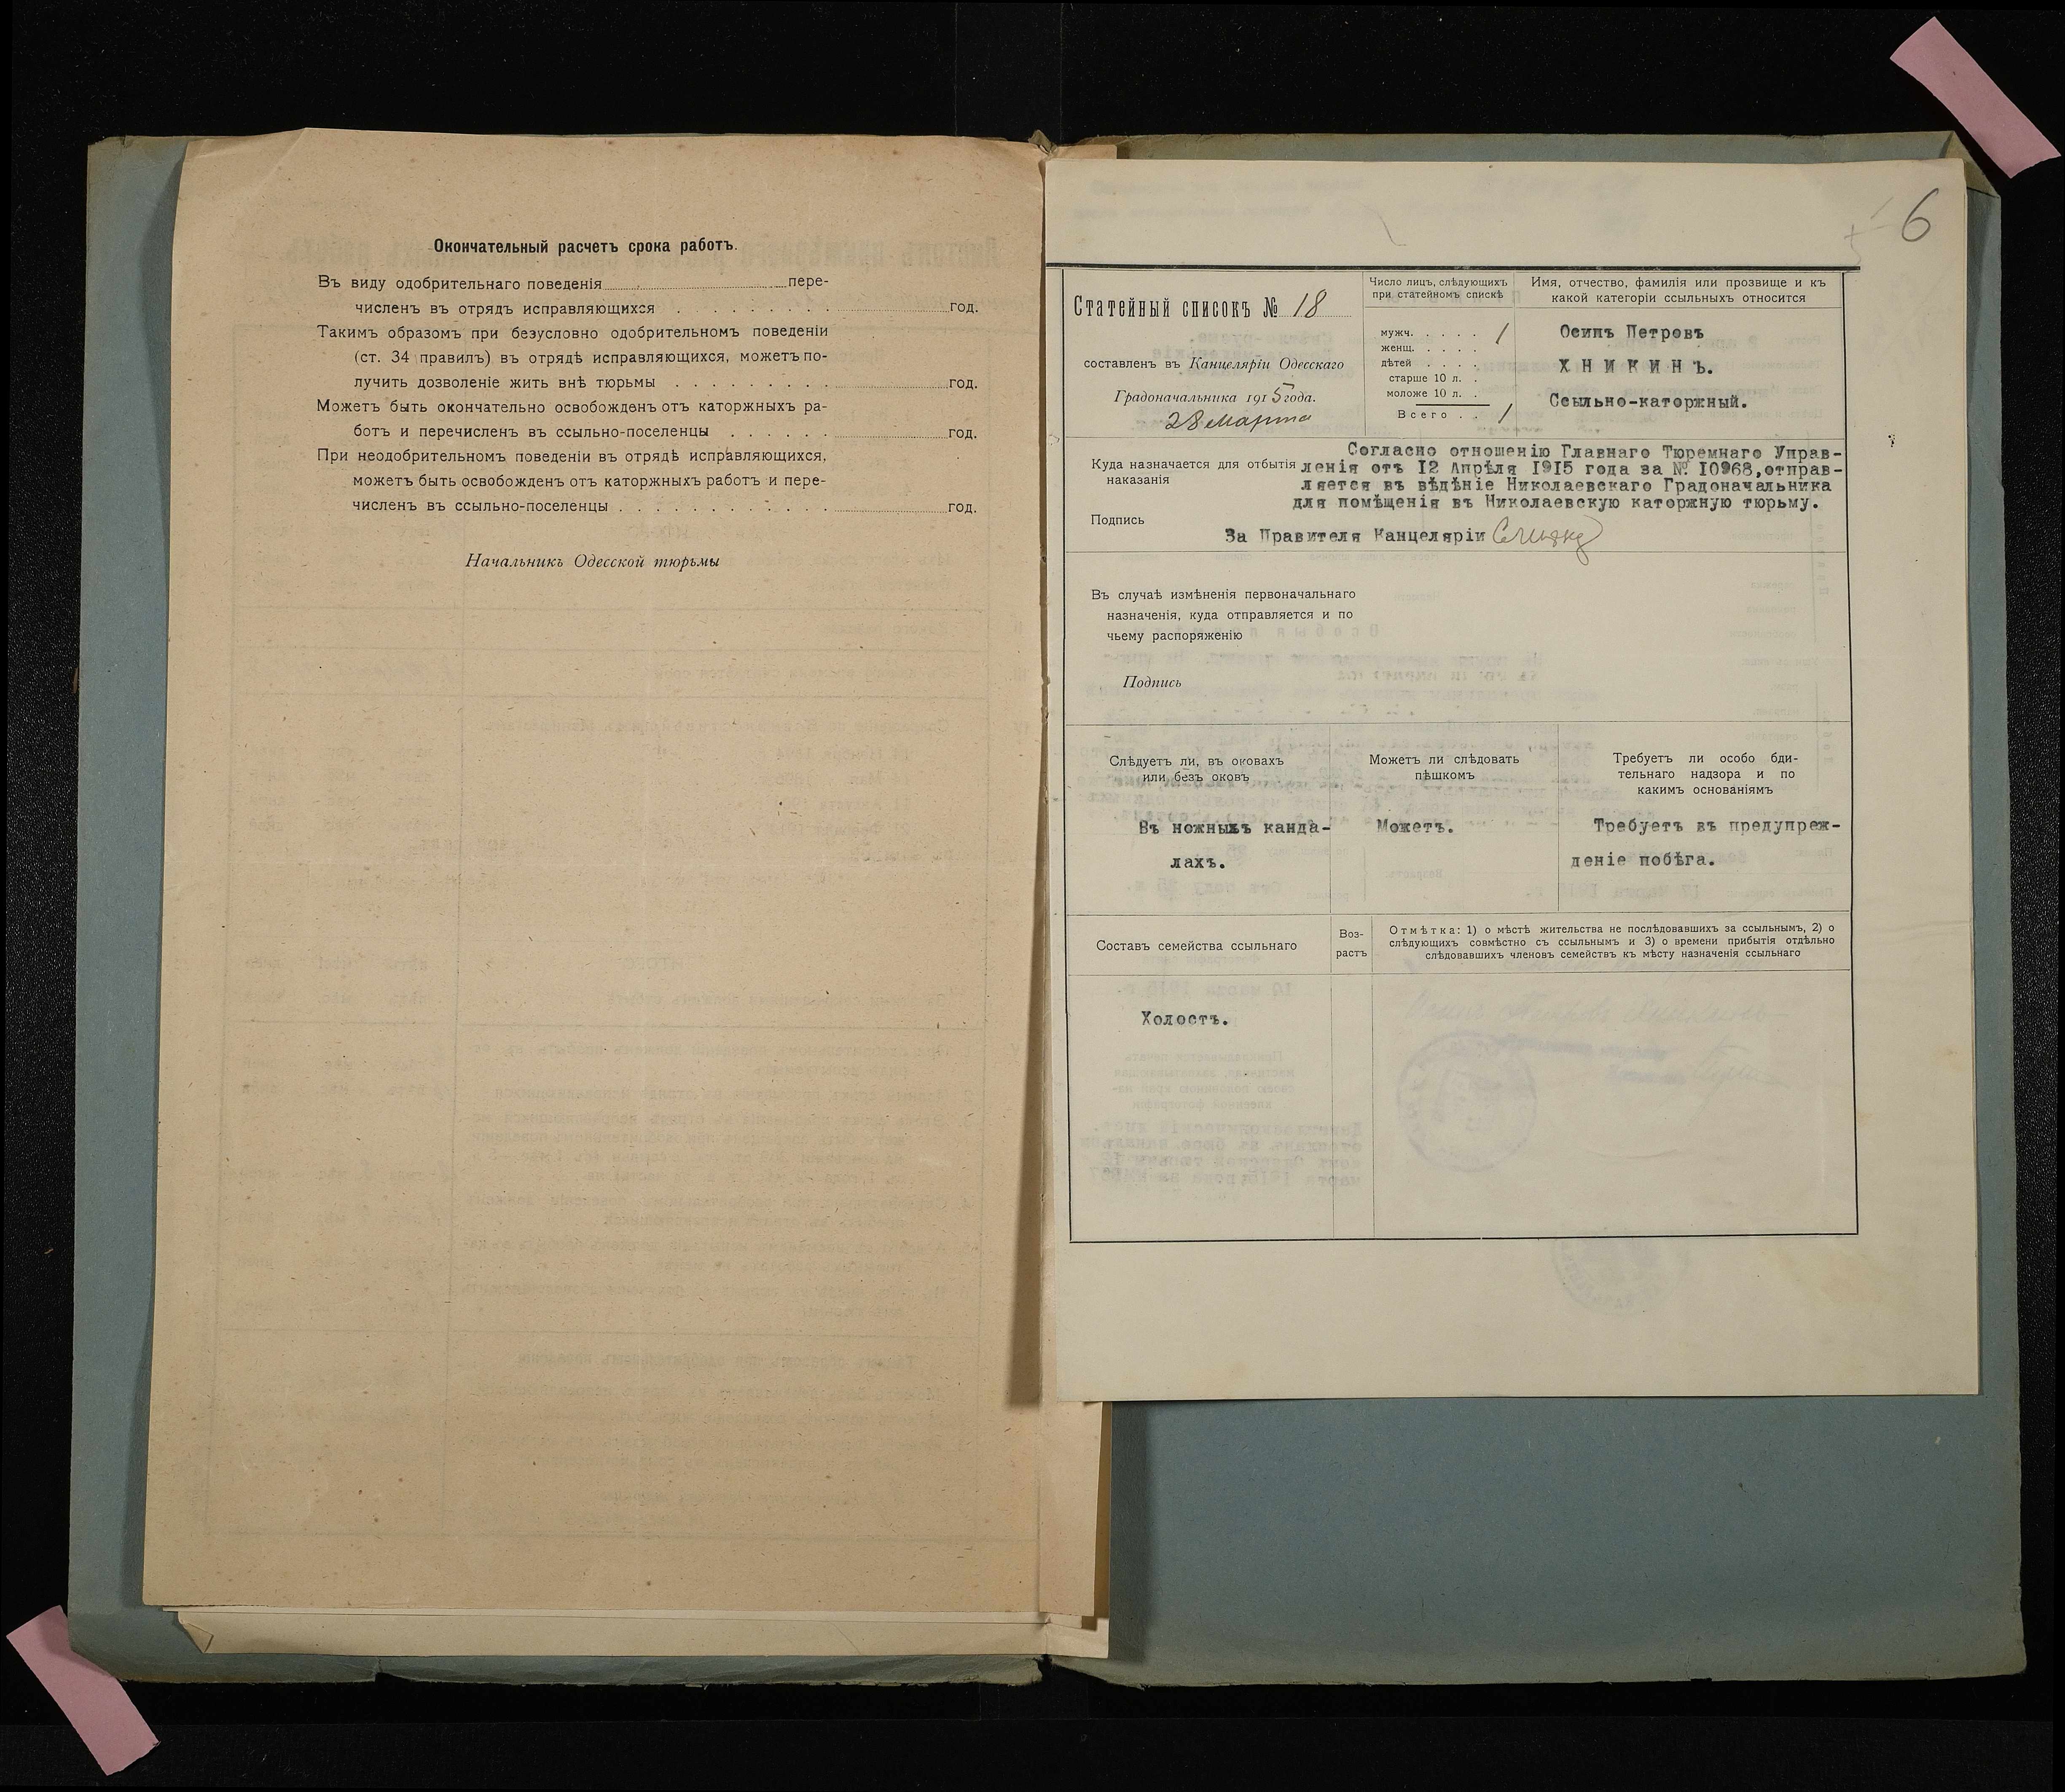 Окончательный расчетъ срока работъ.
Въ виду одобрительнаго поведенія пере-
численъ въ отрядъ исправляющихся . . . . . . . . . год.
Такимъ образомъ при безусловно одобрительномъ поведеніи
(ст. 34 правилъ) въ отрядѣ исправляющихся, можетъ по-
лучить дозволеніе жить внѣ тюрьмы . . . . . . . . . год.
Можетъ быть окончательно освобожденъ отъ каторжныхъ ра-
ботъ и перечисленъ въ ссыльно-поселенцы . . . . . . год.
При неодобрительномъ поведеніи въ отрядѣ исправляющихся,
можетъ быть освобожденъ отъ каторжныхъ работъ и пере-
численъ въ ссыльно-поселенцы . . . . . . . . . . . . год.
Начальникъ Одесской тюрьмы
6
Статейный списокъ № 18
составленъ въ Канцеляріи Одесскаго
Градоначальника 1915 года.
28 марта
Число лицъ, слѣдующихъ
при статейномъ спискѣ
мужч. . . . . 1
женщ. . . . .
дѣтей . . . .
старше 10 л. .
моложе 10 л. .
Всего . . 1
Имя, отчество, фамилія или прозвище и къ
какой категоріи ссыльныхъ относится
Осипъ Петровъ
ХНИКИНЪ.
Ссыльно-каторжный.
Куда назначается для отбытія
наказанія
Согласно отношенію Главнаго Тюремнаго Управ-
ленія отъ 12 Апрѣля 1915 года за № 10968, отправ-
ляется въ вѣдѣніе Николаевскаго Градоначальника
для помѣщенія въ Николаевскую каторжную тюрьму.
Подпись
За Правителя Канцеляріи
Въ случаѣ измѣненія первоначальнаго
назначенія, куда отправляется и по
чьему распоряженію
Подпись
Слѣдуетъ ли, въ оковахъ
или безъ оковъ
Въ ножныхъ канда-
лахъ.
Можетъ ли слѣдовать
пѣшкомъ
Можетъ.
Требуетъ ли особо бди-
тельнаго надзора и по
какимъ основаніямъ
Требуетъ въ предупреж-
деніе побѣга.
Составъ семейства ссыльнаго
Воз-
растъ
Отмѣтка: 1) о мѣстѣ жительства не послѣдовавшихъ за ссыльнымъ, 2) о
слѣдующихъ совмѣстно съ ссыльнымъ и 3) о времени прибытія отдѣльно
слѣдовавшихъ членовъ семействъ къ мѣсту назначенія ссыльнаго
Холостъ.